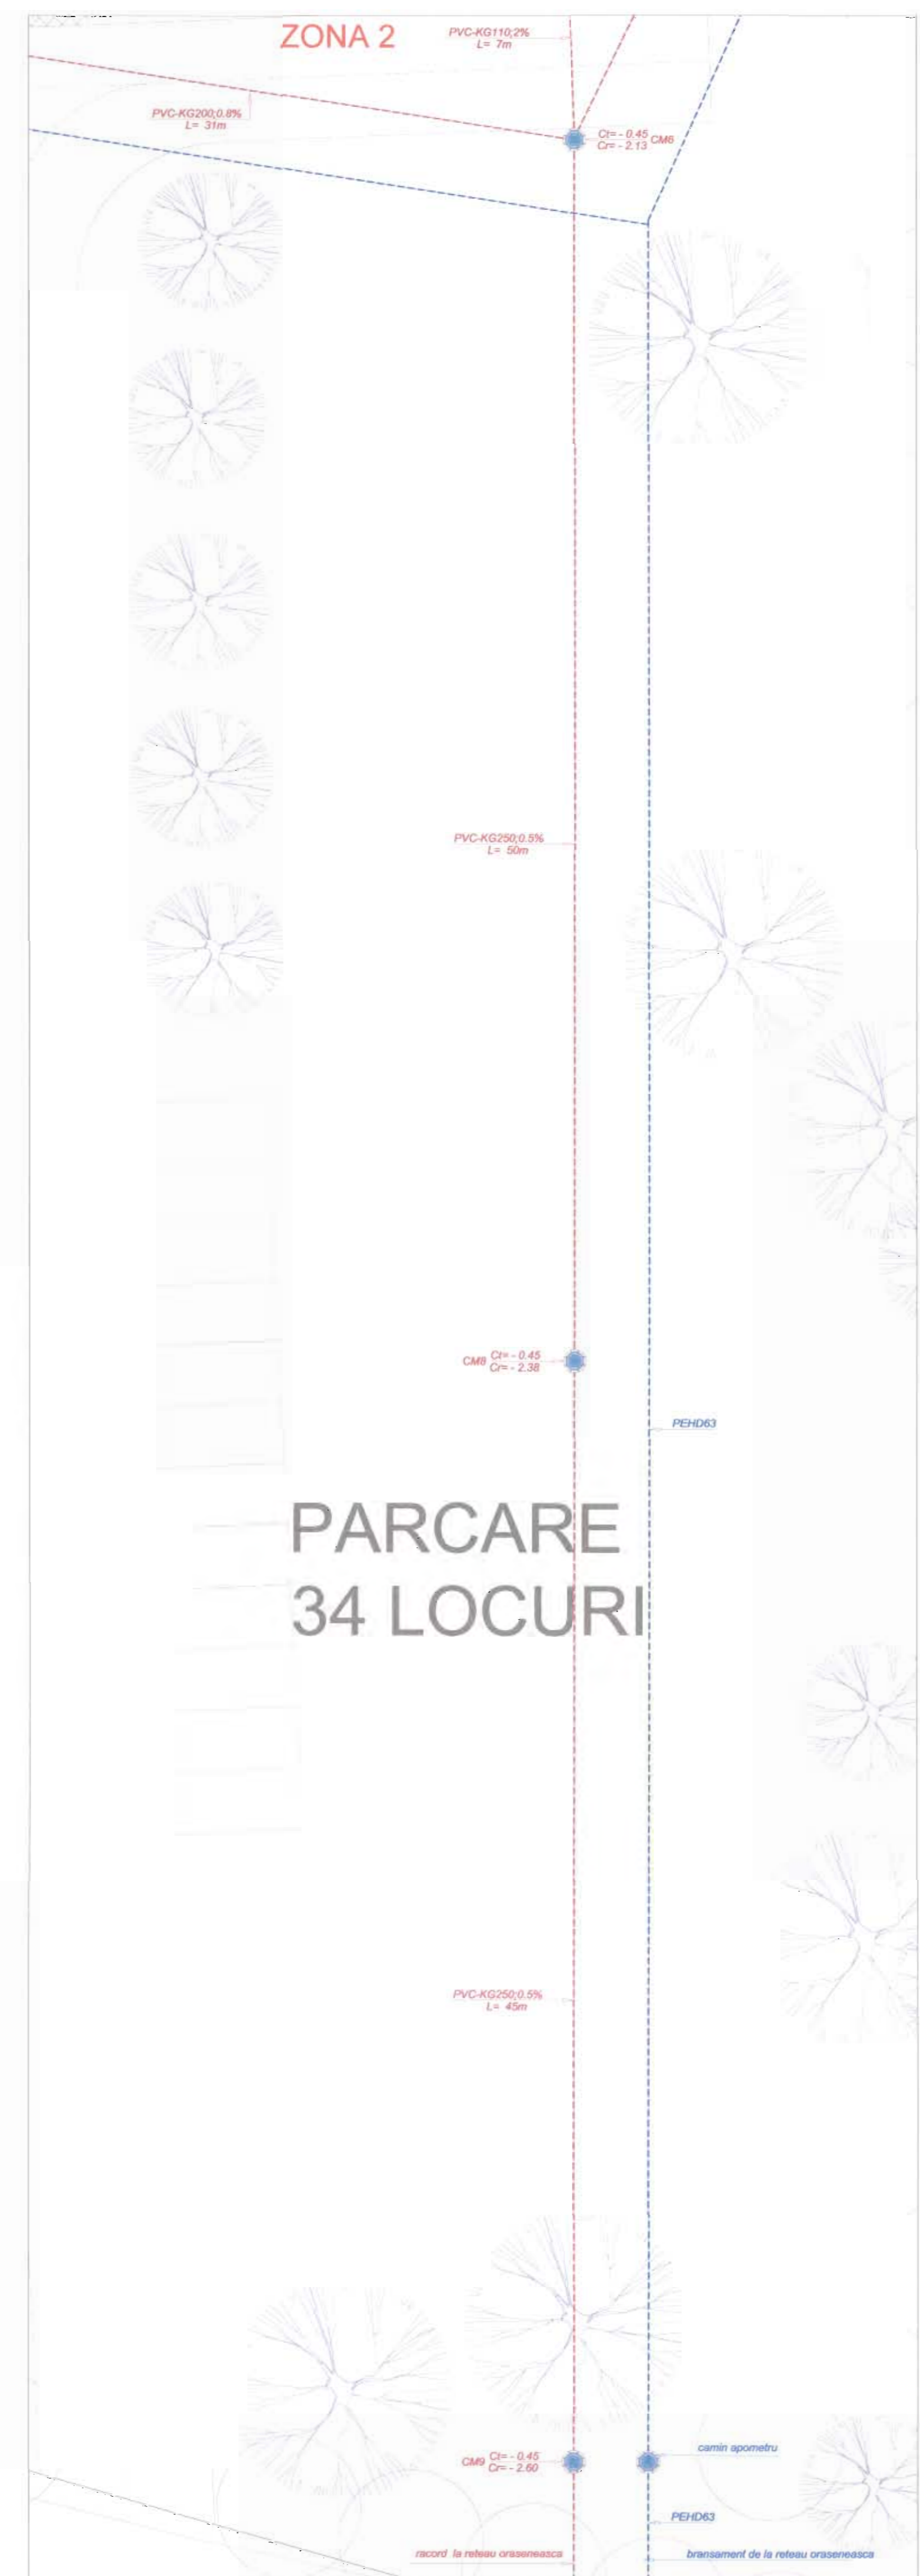 ZONA 2
PVC-KG110;2%
L= 7m
PVC-KG200;0.8%
L= 31m
Ct= - 0.45
Cr= - 2.13
CM6
PVC-KG250;0.5%
L= 50m
CM8
Ct= - 0.45
Cr= - 2.38
PEHD63
PARCARE
34 LOCURI
PVC-KG250;0.5%
L= 45m
camin apometru
CM9
Ct= - 0.45
Cr= - 2.60
PEHD63
racord la reteau oraseneasca
bransament de la reteau oraseneasca